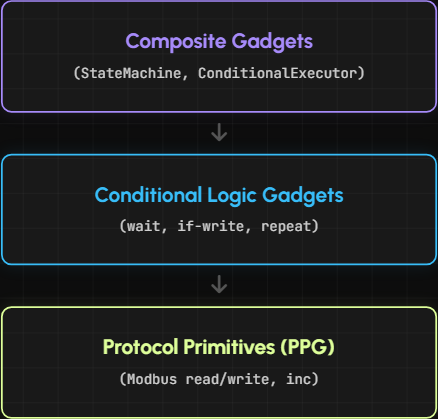 Composite Gadgets
(StateMachine, ConditionalExecutor)
Conditional Logic Gadgets
(wait, if-write, repeat)
Protocol Primitives (PPG)
(Modbus read/write, inc)